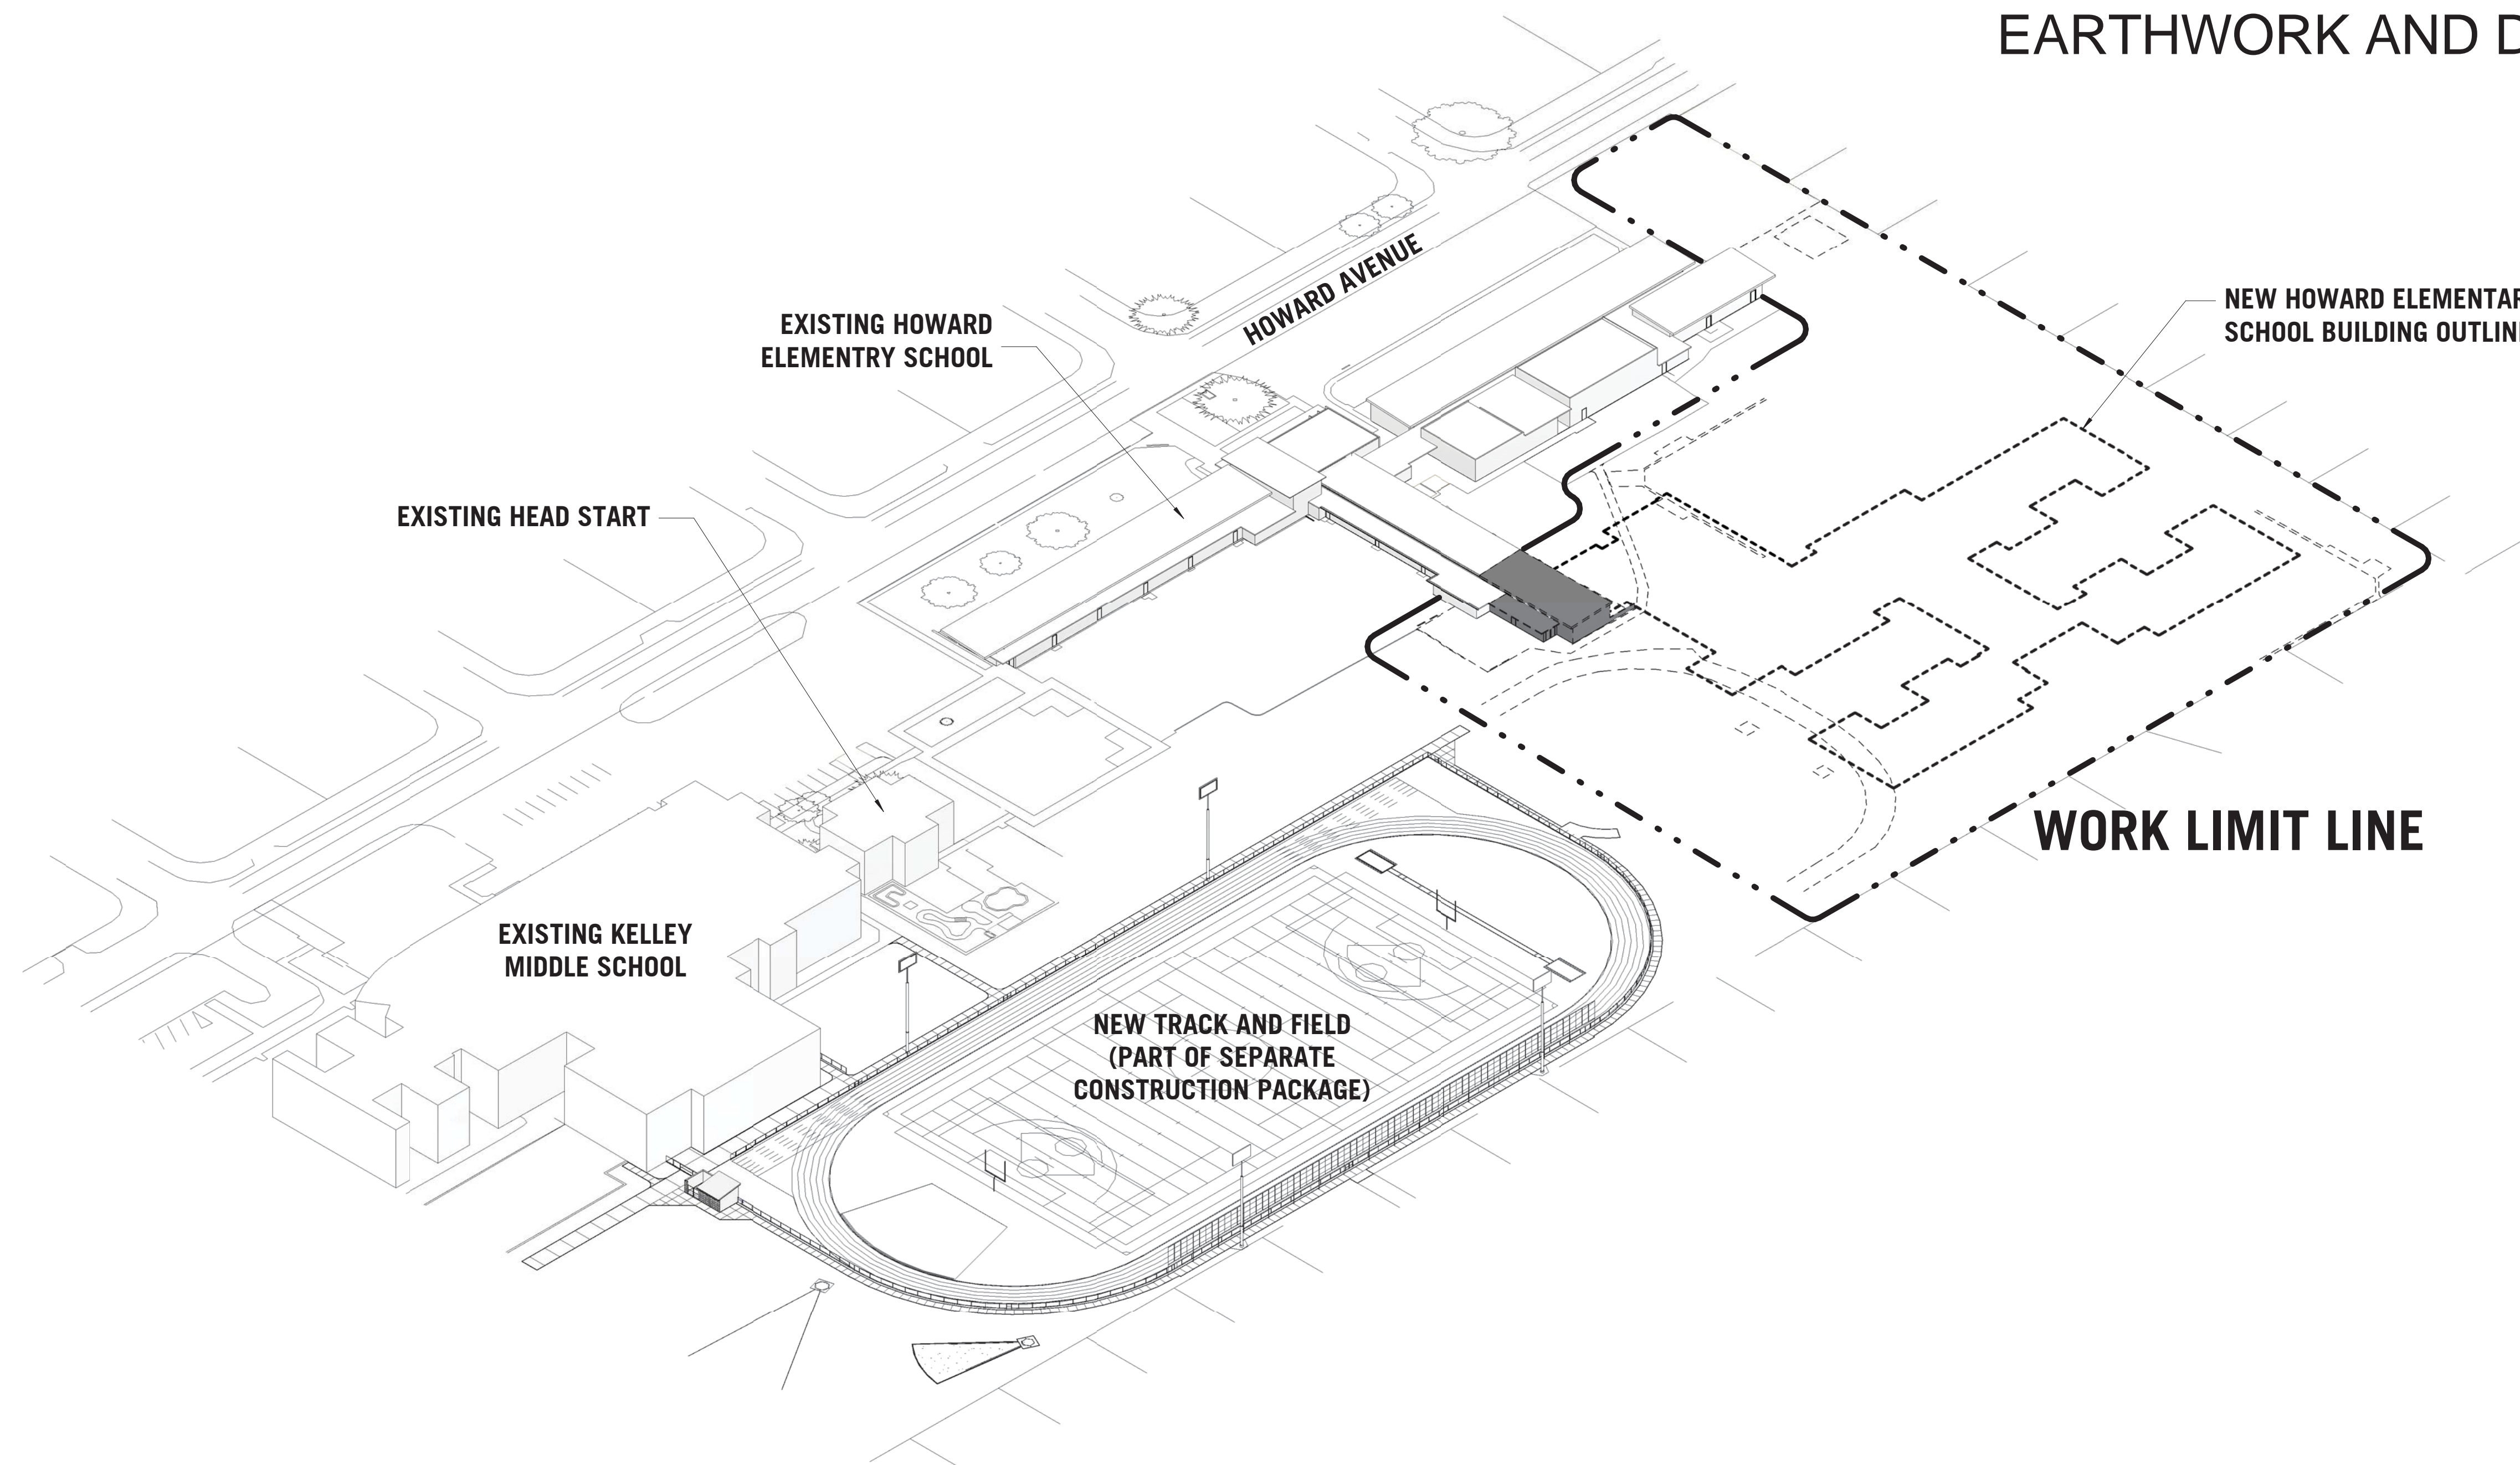 EARTHWORK AND D
HOWARD AVENUE
NEW HOWARD ELEMENTAR
SCHOOL BUILDING OUTLIN
EXISTING HOWARD
ELEMENTRY SCHOOL
EXISTING HEAD START
WORK LIMIT LINE
EXISTING KELLEY
MIDDLE SCHOOL
NEW TRACK AND FIELD
(PART OF SEPARATE
CONSTRUCTION PACKAGE)